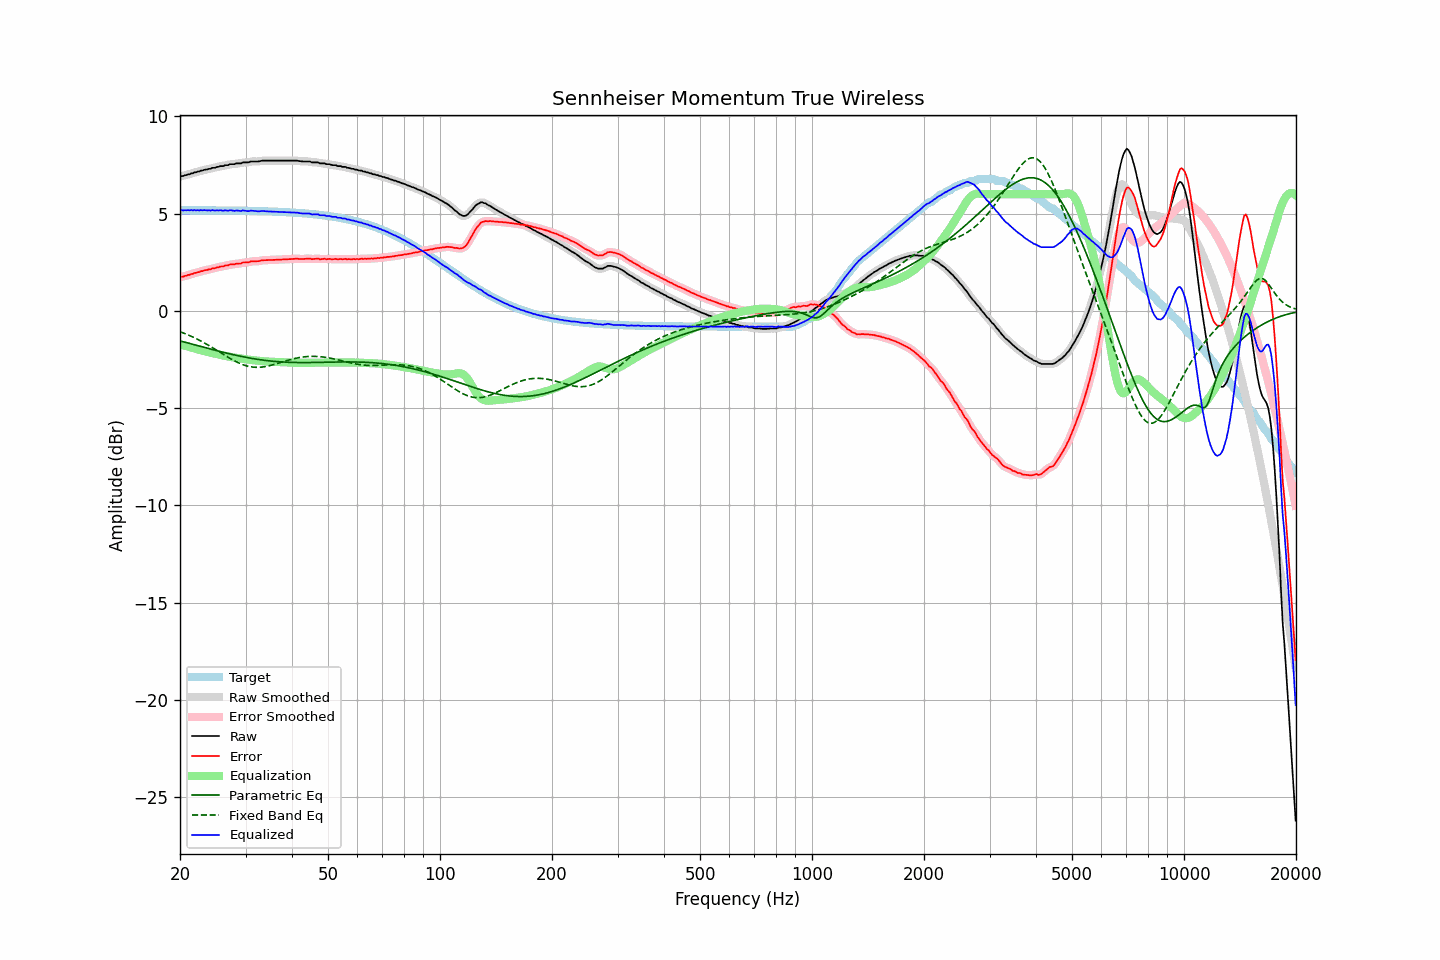 Sennheiser Momentum True Wireless
10
5
0
−5
−10
−15
−20
−25
Amplitude (dBr)
Target
Raw Smoothed
Error Smoothed
Raw
Error
Equalization
Parametric Eq
Fixed Band Eq
Equalized
20 50 100 200 500 1000 2000 5000 10000 20000
Frequency (Hz)